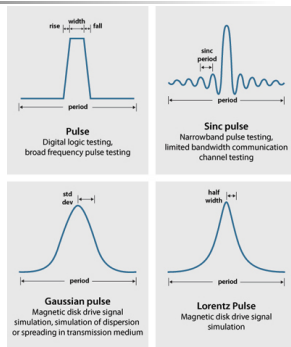 rise width fall
period
Pulse
Digital logic testing,
broad frequency pulse testing
sinc
period
period
Sinc pulse
Narrowband pulse testing,
limited bandwidth communication
channel testing
std
dev
period
Gaussian pulse
Magnetic disk drive signal
simulation, simulation of dispersion
or spreading in transmission medium
half
width
period
Lorentz Pulse
Magnetic disk drive signal
simulation